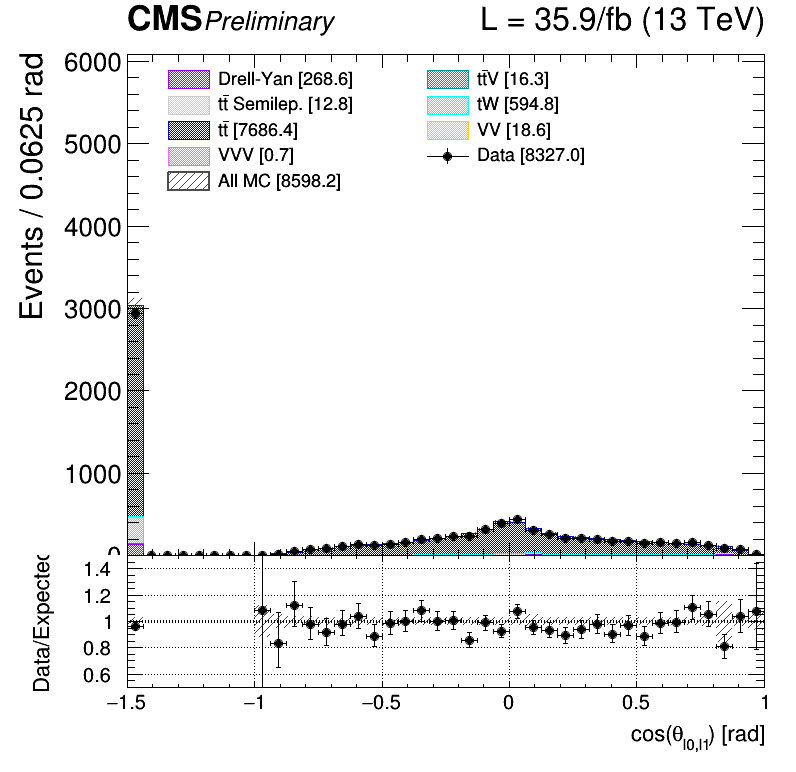 CMS Preliminary L = 35.9/fb (13 TeV)
Events / 0.0625 rad
6000
5000
4000
3000
2000
1000
0
Drell-Yan [268.6]
tt̄ Semilep. [12.8]
tt̄ [7686.4]
VVV [0.7]
All MC [8598.2]
tt̄V [16.3]
tW [594.8]
VV [18.6]
Data [8327.0]
Data/Expected
1.4
1.2
1
0.8
0.6
−1.5 −1 −0.5 0 0.5 1
cos(θ_l0,l1) [rad]